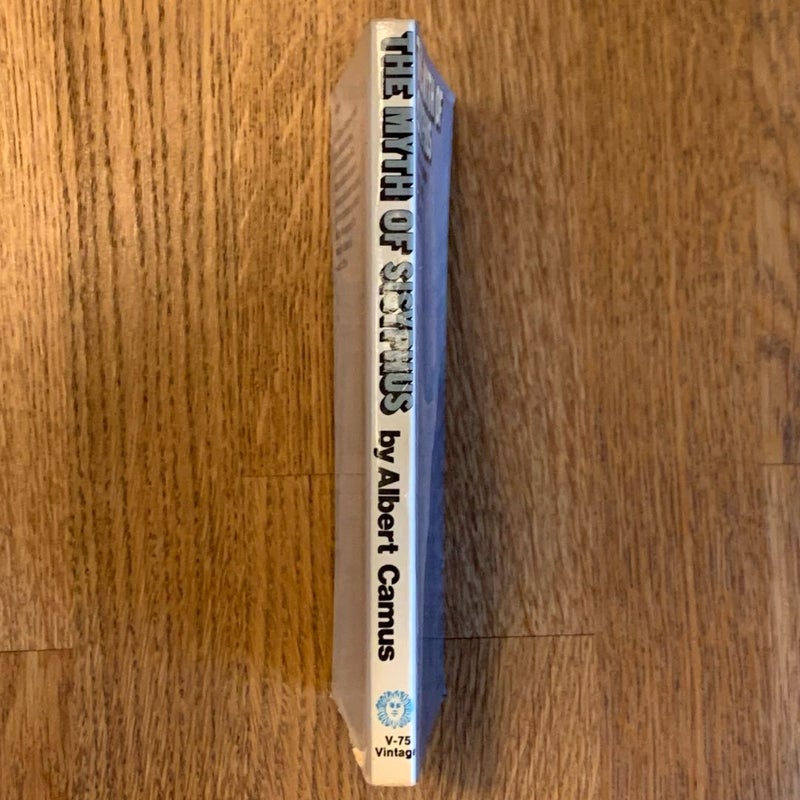 THE MYTH OF SISYPHUS by Albert Camus
V-75
Vintage